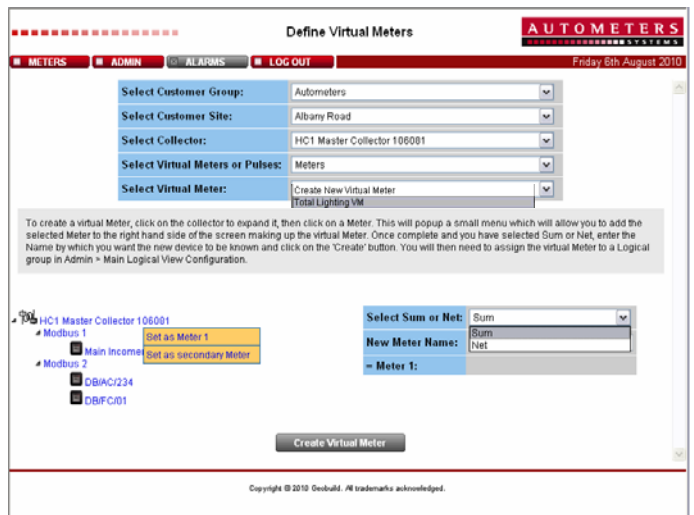 Define Virtual Meters
AUTOMETERS
SYSTEMS
METERS ADMIN ALARMS LOG OUT Friday 6th August 2010
Select Customer Group: Autometers
Select Customer Site: Albany Road
Select Collector: HC1 Master Collector 106081
Select Virtual Meters or Pulses: Meters
Select Virtual Meter: Create New Virtual Meter
Total Lighting VM
To create a virtual Meter, click on the collector to expand it, then click on a Meter. This will popup a small menu which will allow you to add the
selected Meter to the right hand side of the screen making up the virtual Meter. Once complete and you have selected Sum or Net, enter the
Name by which you want the new device to be known and click on the 'Create' button. You will then need to assign the virtual Meter to a Logical
group in Admin > Main Logical View Configuration.
HC1 Master Collector 106081
Select Sum or Net: Sum
Modbus 1
Set as Meter 1
Sum
Main Incomer
Set as secondary Meter
New Meter Name:
Net
Modbus 2
= Meter 1:
DB/AC/234
DB/FC/01
Create Virtual Meter
Copyright © 2010 Geobuild. All trademarks acknowledged.